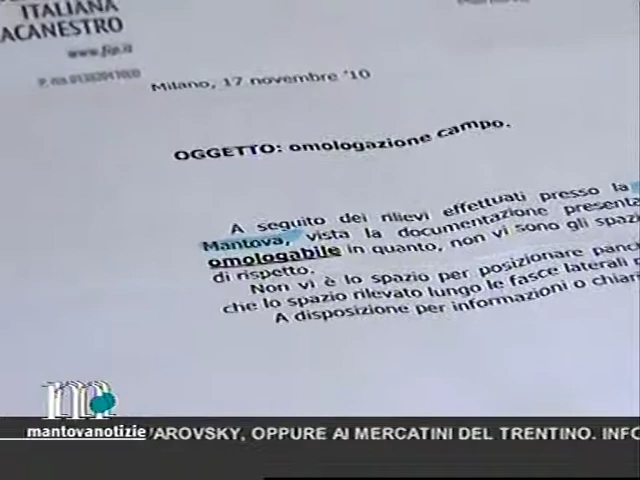 ITALIANA
ACANESTRO
www.fip.it
Milano, 17 novembre '10
OGGETTO: omologazione campo.
A seguito dei rilievi effettuati presso la
Mantova, vista la documentazione presenta
omologabile in quanto, non vi sono gli spaz
di rispetto.
Non vi è lo spazio per posizionare panc
che lo spazio rilevato lungo le fasce laterali
A disposizione per informazioni o chiar
m
mantovanotizie 'AROVSKY, OPPURE AI MERCATINI DEL TRENTINO. INFO